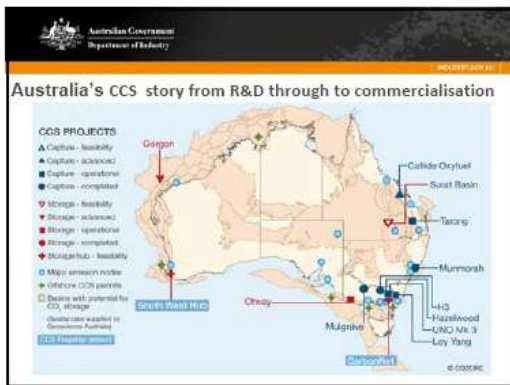 Australian Government
Department of Industry
Australia's CCS story from R&D through to commercialisation
CCS PROJECTS
Capture - feasibility
Capture - advanced
Capture - operational
Capture - completed
Storage - feasibility
Storage - advanced
Storage - operational
Storage - completed
Storage hub - feasibility
Major emission nodes
Offshore CCS permits
Basins with potential for
CO2 storage
CCS Flagship project
Gorgon
Callide Oxyfuel
Surat Basin
Tarong
Munmorah
H3
Hazelwood
UNO Mk 3
Loy Yang
South West Hub
Otway
Mulgrave
CarbonNet
© CO2CRC